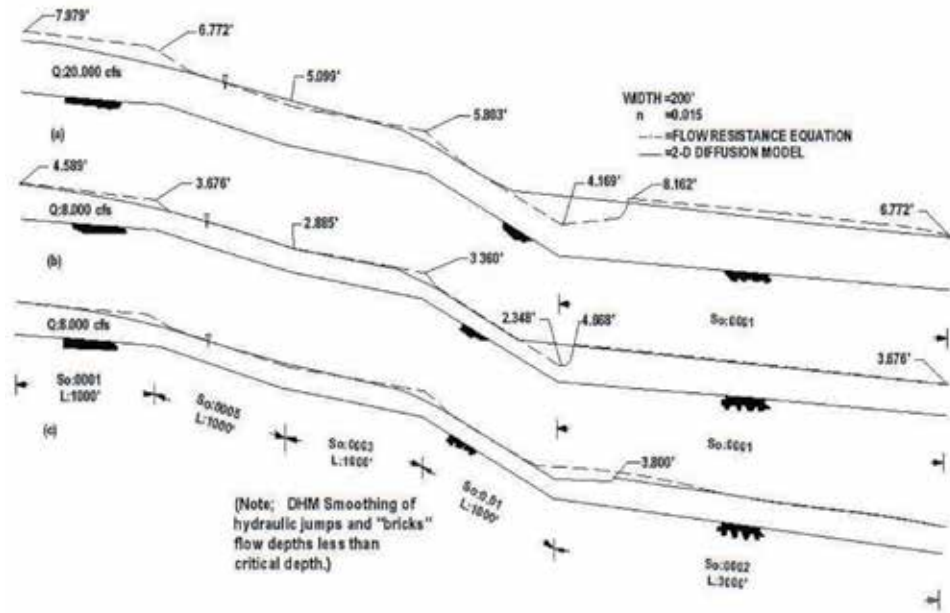 7.979'
6.772'
Q:20.000 cfs
5.099'
5.803'
(a)
WIDTH =200'
n =0.015
=FLOW RESISTANCE EQUATION
=2-D DIFFUSION MODEL
4.169'
8.162'
6.772'
4.589'
3.676'
Q:8.000 cfs
2.885'
3 360'
(b)
So:0001
2.348'
4.068'
3.676'
Q:8.000 cfs
So:0001
L:1000'
So:0005
L:1000'
So:0003
L:1000'
So:0.01
L:1000'
So:0001
(c)
3.800'
(Note; DHM Smoothing of
hydraulic jumps and "bricks"
flow depths less than
critical depth.)
So:0002
L:3000'